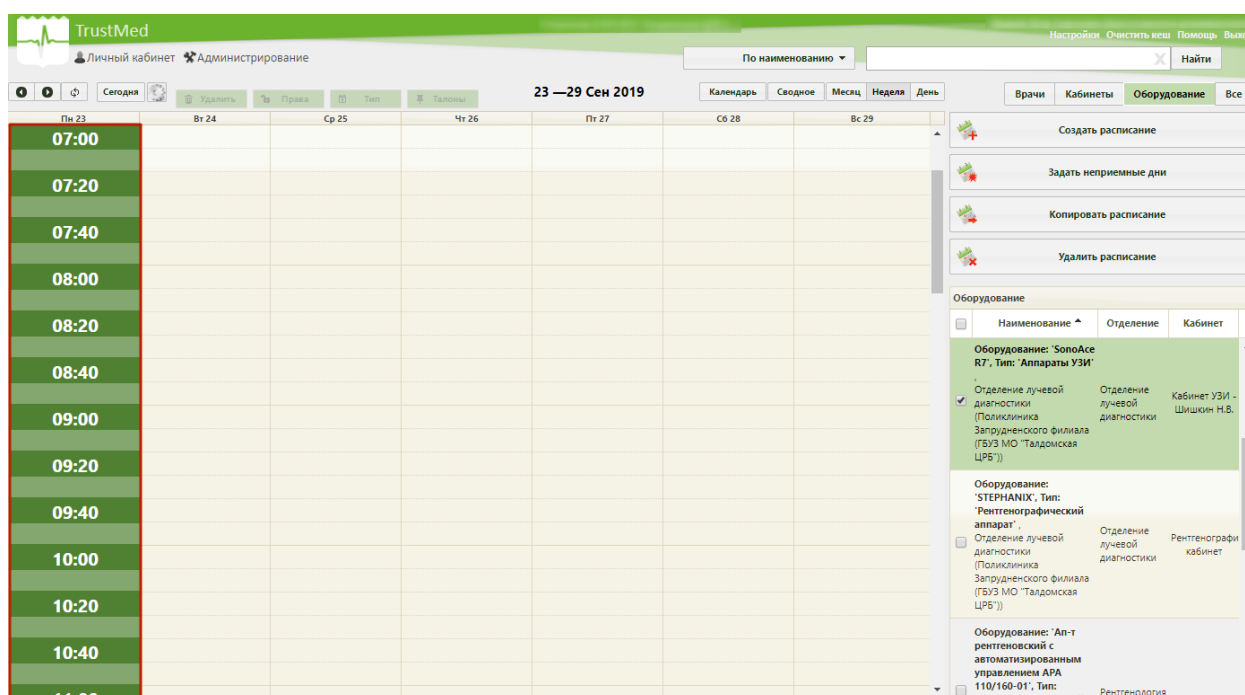 TrustMed
Настройки Очистить кеш Помощь
Личный кабинет Администрирование
По наименованию
X
Найти
Сегодня
Удалить
Права
Тип
Талоны
23 —29 Сен 2019
Календарь Сводное Месяц Неделя День
Врачи Кабинеты Оборудование Все
Пн 23 Вт 24 Ср 25 Чт 26 Пт 27 Сб 28 Вс 29
07:00
07:20
07:40
08:00
08:20
08:40
09:00
09:20
09:40
10:00
10:20
10:40
Создать расписание
Задать неприемные дни
Копировать расписание
Удалить расписание
Оборудование
Наименование Отделение Кабинет
Оборудование: 'SonoAce
R7', Тип: 'Аппараты УЗИ'
,
Отделение лучевой
диагностики
(Поликлиника
Запрудненского филиала
(ГБУЗ МО "Талдомская
ЦРБ"))
Отделение
лучевой
диагностики
Кабинет УЗИ -
Шишкин Н.В.
Оборудование:
'STEPHANIX', Тип:
'Рентгенографический
аппарат' ,
Отделение лучевой
диагностики
(Поликлиника
Запрудненского филиала
(ГБУЗ МО "Талдомская
ЦРБ"))
Отделение
лучевой
диагностики
Рентгенографи
кабинет
Оборудование: 'Ап-т
рентгеновский с
автоматизированным
управлением АРА
110/160-01', Тип:
Рентгенология